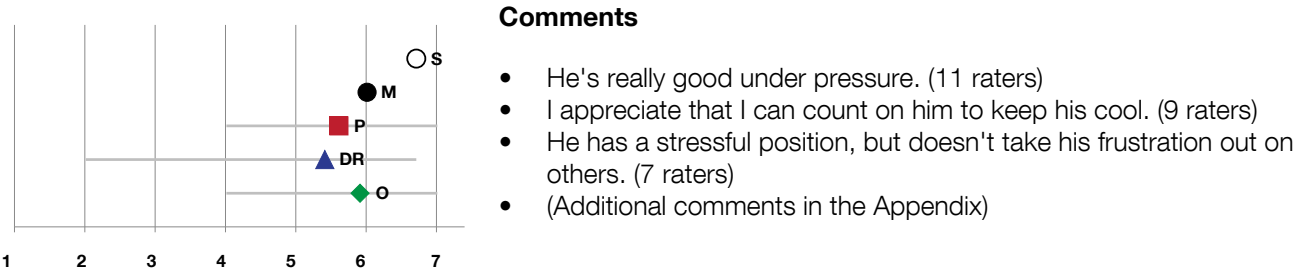 Comments
S
M
P
DR
O
1 2 3 4 5 6 7
• He's really good under pressure. (11 raters)
• I appreciate that I can count on him to keep his cool. (9 raters)
• He has a stressful position, but doesn't take his frustration out on
others. (7 raters)
• (Additional comments in the Appendix)